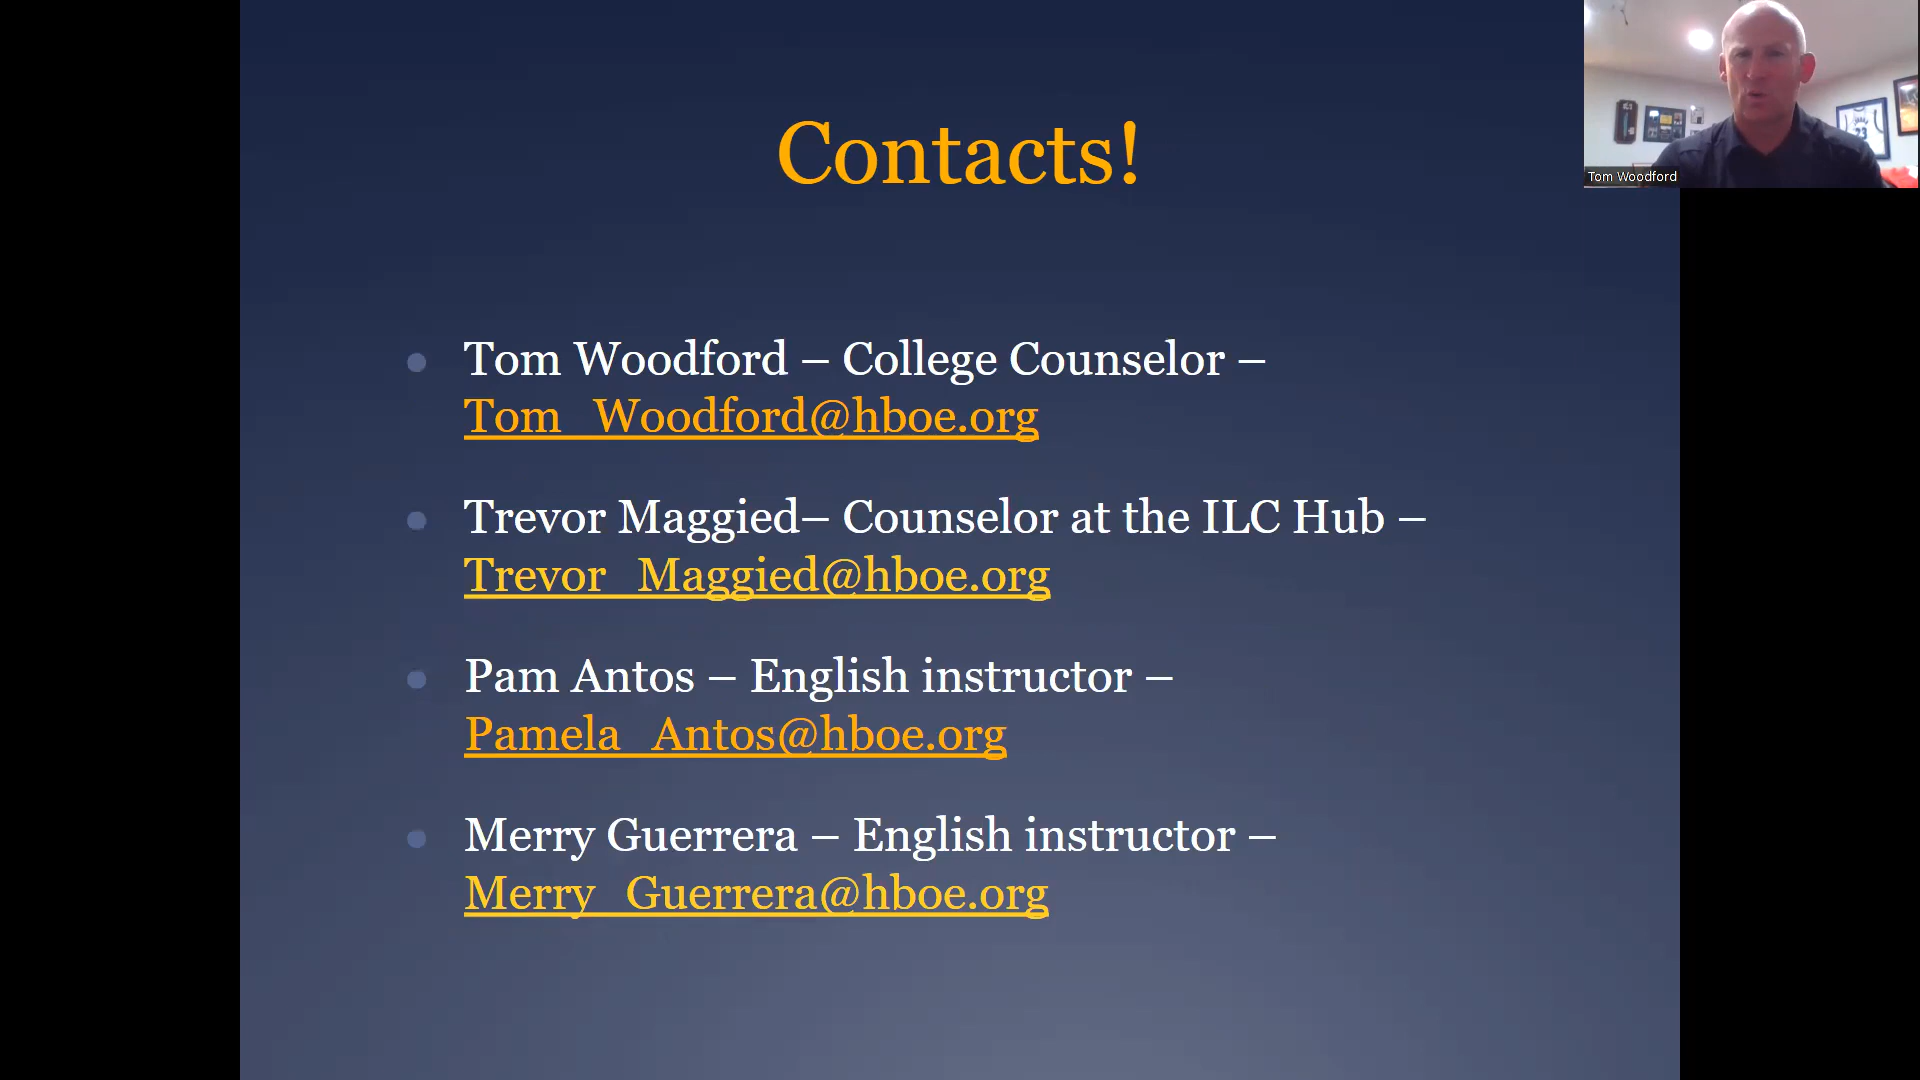 Contacts!
Tom Woodford
Tom Woodford – College Counselor –
Tom_Woodford@hboe.org
Trevor Maggied– Counselor at the ILC Hub –
Trevor_Maggied@hboe.org
Pam Antos – English instructor –
Pamela_Antos@hboe.org
Merry Guerrera – English instructor –
Merry_Guerrera@hboe.org
23